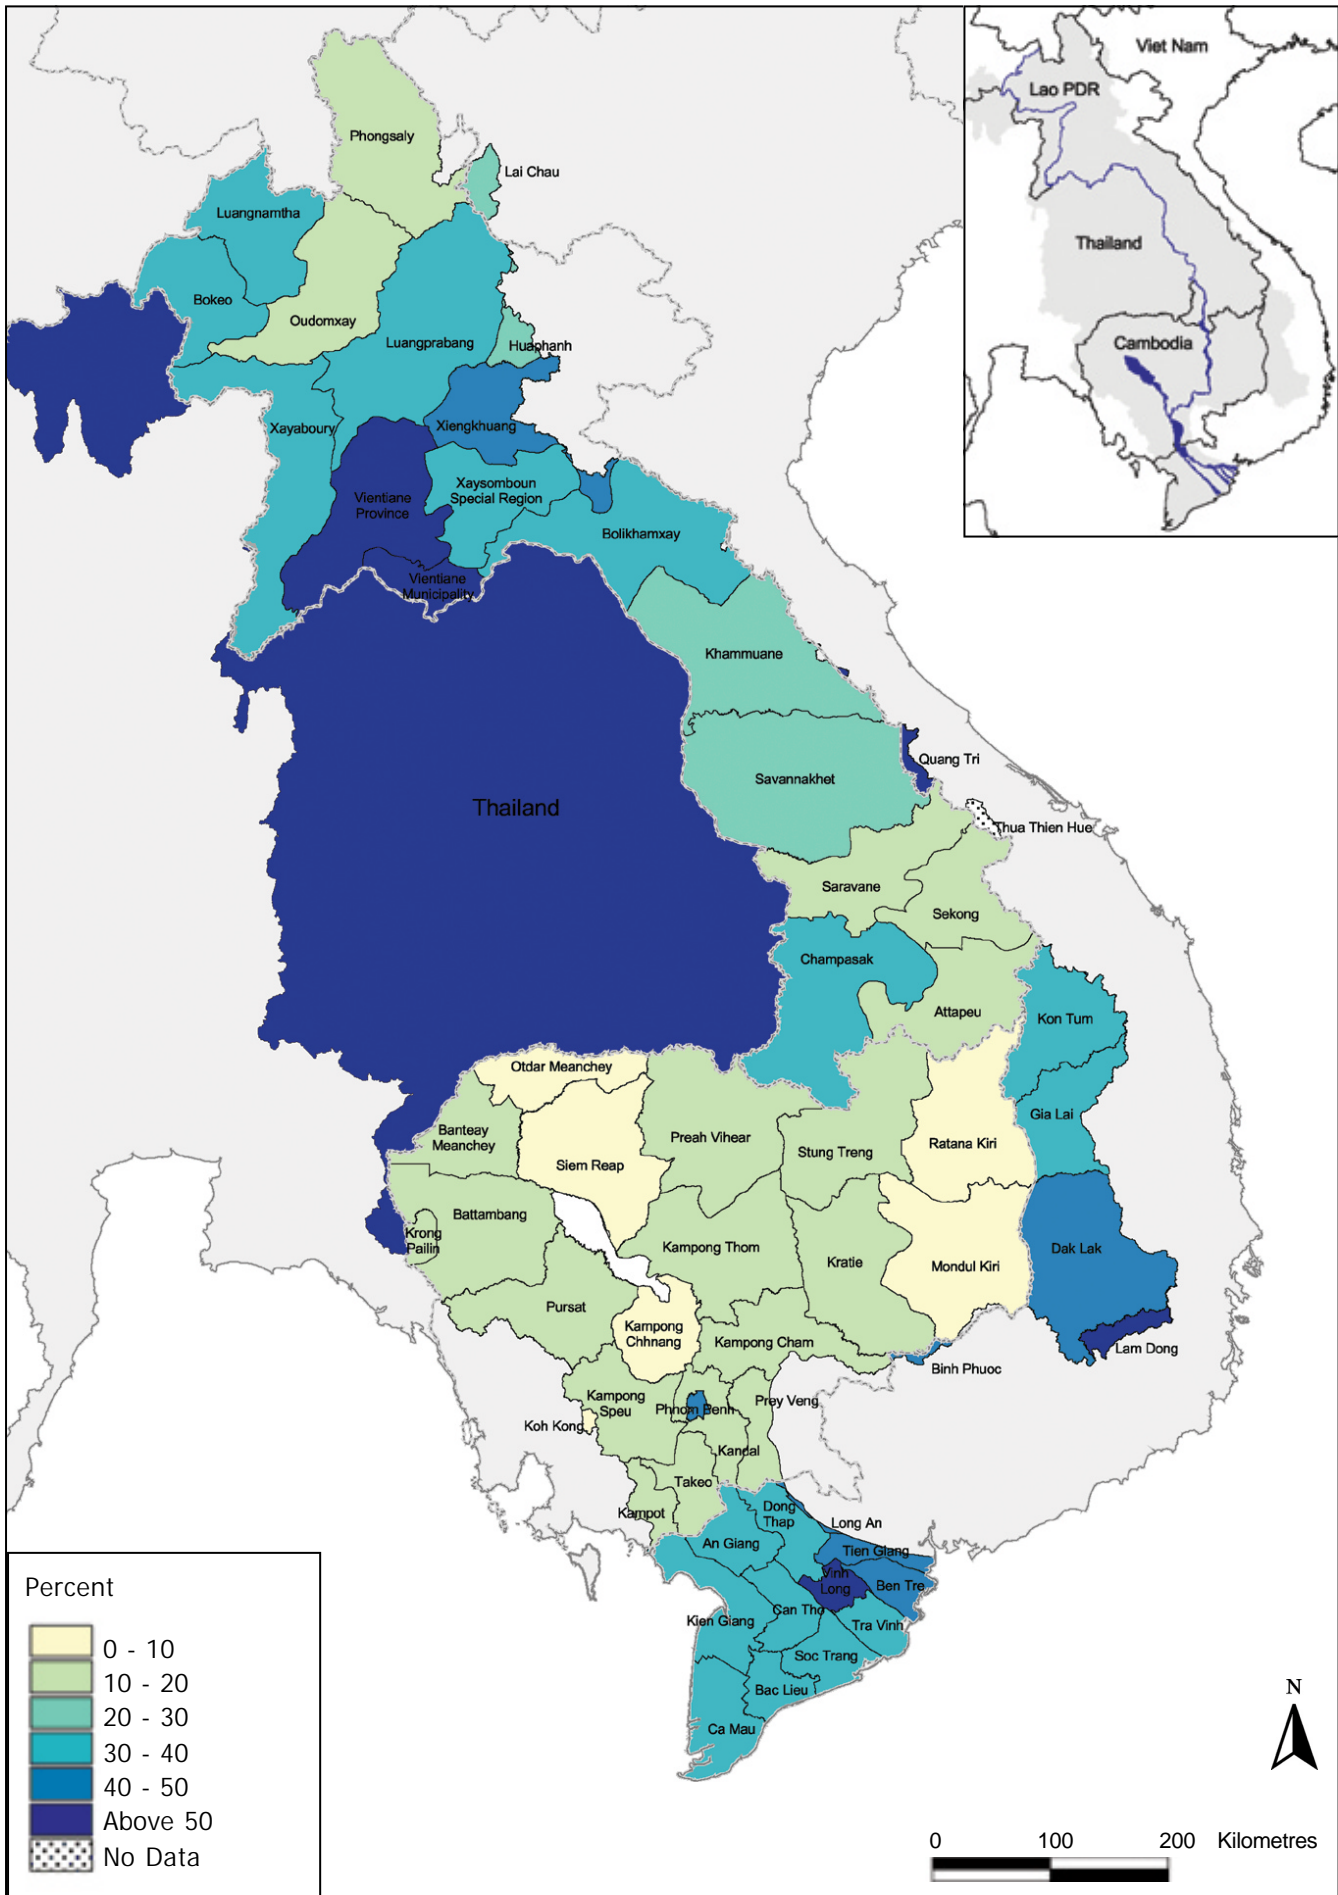 Viet Nam
Lao PDR
Thailand
Cambodia
Phongsaly
Lai Chau
Luangnamtha
Bokeo
Oudomxay
Luangprabang
Huaphanh
Xayaboury
Xiengkhuang
Vientiane
Province
Xaysomboun
Special Region
Bolikhamxay
Vientiane
Municipality
Khammuane
Quang Tri
Savannakhet
Thailand
Thua Thien Hue
Saravane
Sekong
Champasak
Attapeu
Kon Tum
Otdar Meanchey
Gia Lai
Banteay
Meanchey
Preah Vihear
Ratana Kiri
Siem Reap
Stung Treng
Battambang
Krong
Pailin
Kampong Thom
Kratie
Mondul Kiri
Dak Lak
Pursat
Kampong
Chhnang
Kampong Cham
Lam Dong
Binh Phuoc
Kampong
Speu
Phnom Penh
Prey Veng
Koh Kong
Kandal
Takeo
Kampot
Dong
Thap
Long An
An Giang
Tien Giang
Vinh
Long
Ben Tre
Can Tho
Kien Giang
Tra Vinh
Soc Trang
Bac Lieu
Ca Mau
Percent
0 - 10
10 - 20
20 - 30
30 - 40
40 - 50
Above 50
No Data
N
0 100 200 Kilometres